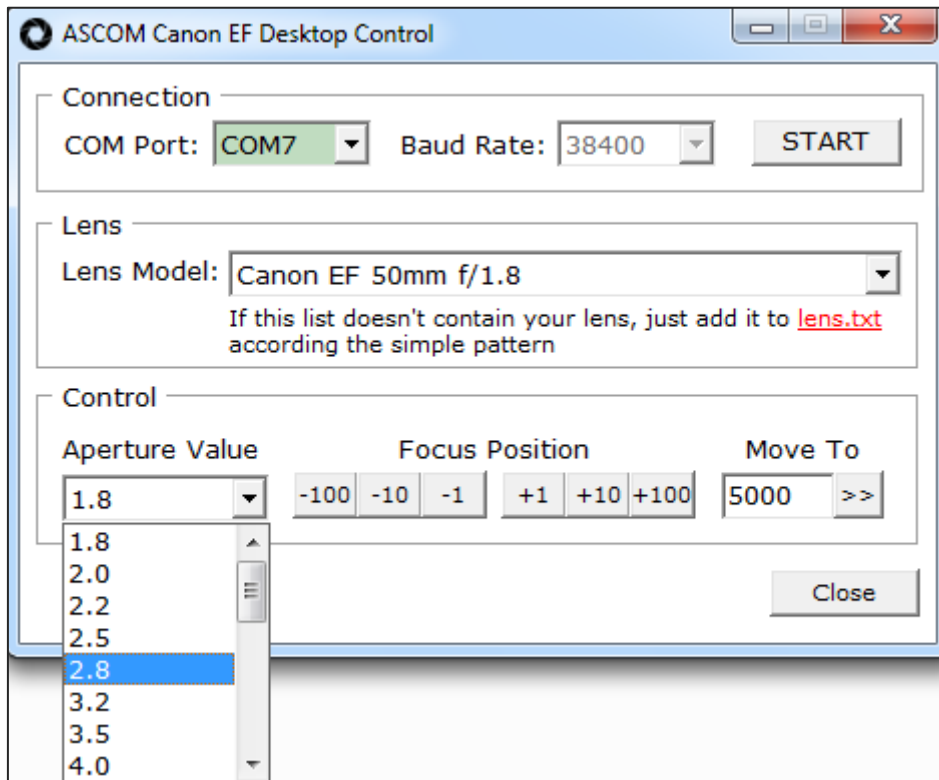 ASCOM Canon EF Desktop Control
Connection
COM Port: COM7 Baud Rate: 38400 START
Lens
Lens Model: Canon EF 50mm f/1.8
If this list doesn't contain your lens, just add it to lens.txt
according the simple pattern
Control
Aperture Value Focus Position Move To
1.8 -100 -10 -1 +1 +10 +100 5000 >>
1.8
2.0
2.2
2.5
2.8
3.2
3.5
4.0
Close